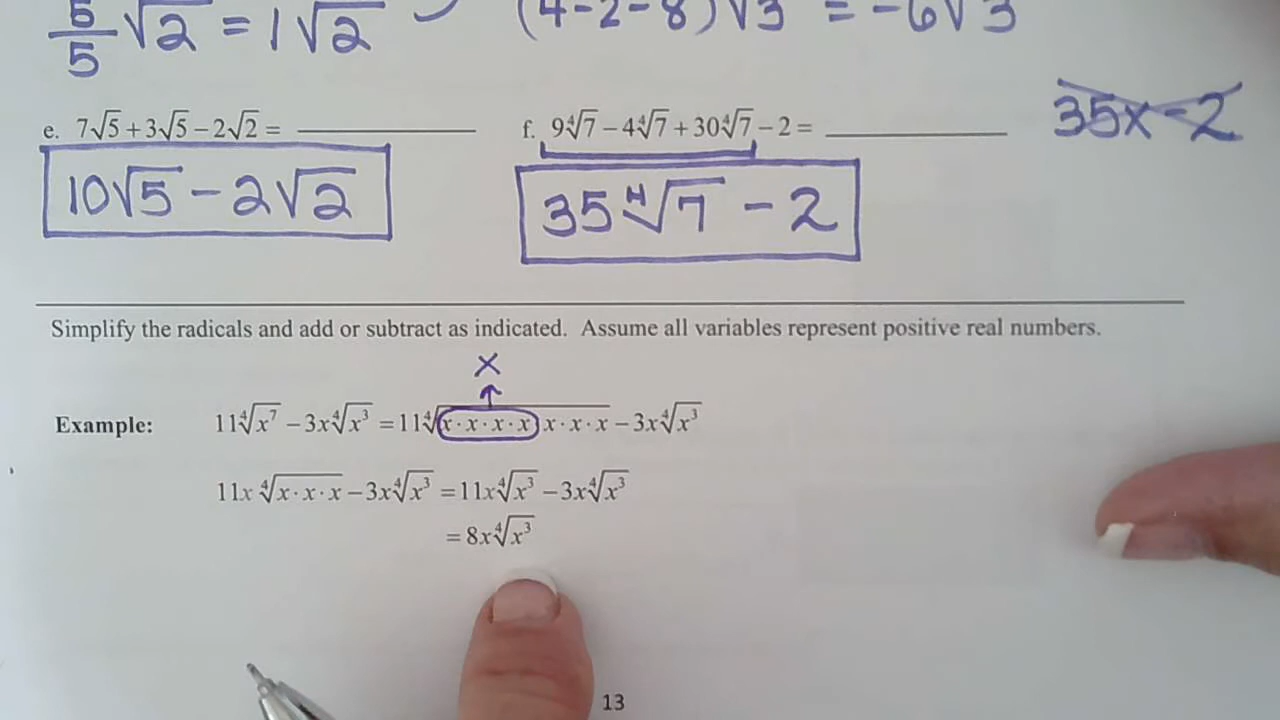 6/5 √2 = 1√2 (4-2-8)√3 = -6√3
35x-2
e. 7√5 + 3√5 − 2√2 = ________ f. 9∜7 − 4∜7 + 30∜7 − 2 = ________
10√5 − 2√2 35∜7 − 2
Simplify the radicals and add or subtract as indicated. Assume all variables represent positive real numbers.
x
Example: 11∜x⁷ − 3x∜x³ = 11∜x·x·x·x x·x·x − 3x∜x³
11x ∜x·x·x − 3x∜x³ = 11x∜x³ − 3x∜x³
= 8x∜x³
13